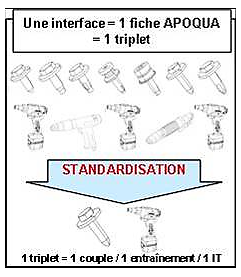 Une interface = 1 fiche APOQUA
= 1 triplet
STANDARDISATION
1 triplet = 1 couple / 1 entraînement / 1 IT